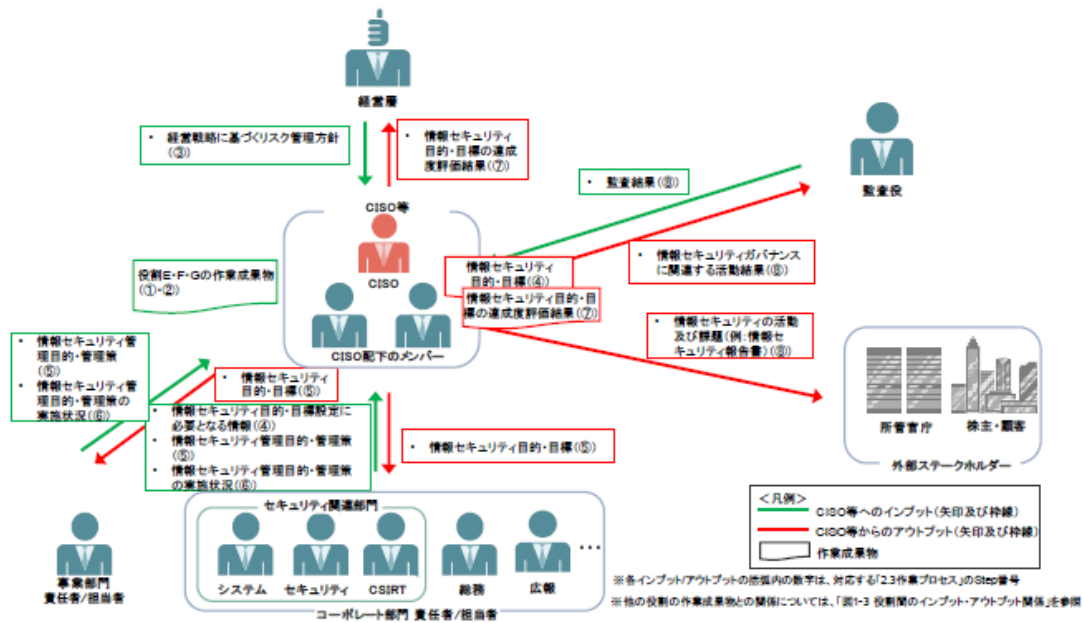 経営層
・ 経営戦略に基づくリスク管理方針
(③)
・ 情報セキュリティ
目的・目標の達成
度評価結果(⑦)
監査役
・ 監査結果(⑧)
CISO等
CISO
CISO配下のメンバー
役割E・F・Gの作業成果物
(①・②)
情報セキュリティ
目的・目標(④)
情報セキュリティ目的・目
標の達成度評価結果(⑦)
・ 情報セキュリティガバナンス
に関連する活動結果(⑧)
・ 情報セキュリティの活動
及び課題(例:情報セ
キュリティ報告書)(⑧)
・ 情報セキュリティ管
理目的・管理策
(⑤)
・ 情報セキュリティ管
理目的・管理策の
実施状況(⑥)
・ 情報セキュリティ
目的・目標(⑤)
・ 情報セキュリティ目的・目標設定に
必要となる情報(④)
・ 情報セキュリティ管理目的・管理策
(⑤)
・ 情報セキュリティ管理目的・管理策
の実施状況(⑥)
・ 情報セキュリティ目的・目標(⑤)
所管官庁
株主・顧客
外部ステークホルダー
セキュリティ関連部門
システム
セキュリティ
CSIRT
総務
広報
…
コーポレート部門 責任者/担当者
事業部門
責任者/担当者
<凡例>
CISO等へのインプット(矢印及び枠線)
CISO等からのアウトプット(矢印及び枠線)
作業成果物
※各インプット/アウトプットの括弧内の数字は、対応する「2.3作業プロセス」のStep番号
※他の役割の作業成果物との関係については、「図1-3 役割間のインプット・アウトプット関係」を参照